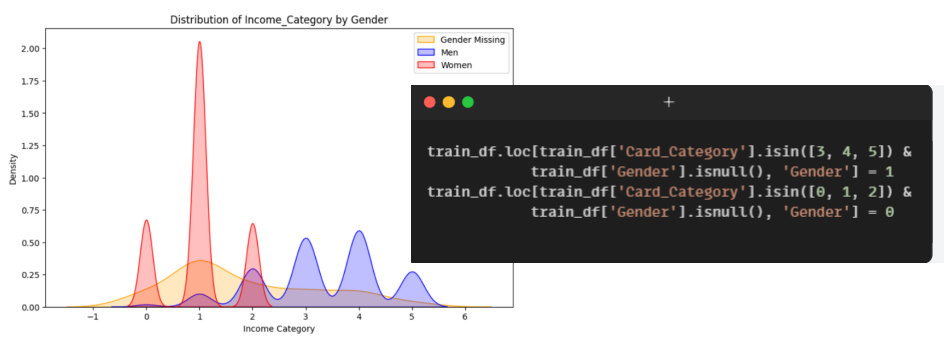 Distribution of Income_Category by Gender
Gender Missing
Men
Women
2.00
1.75
1.50
1.25
1.00
0.75
0.50
0.25
0.00
Density
−1
0
1
2
3
4
5
6
Income Category
+
train_df.loc[train_df['Card_Category'].isin([3, 4, 5]) &
train_df['Gender'].isnull(), 'Gender'] = 1
train_df.loc[train_df['Card_Category'].isin([0, 1, 2]) &
train_df['Gender'].isnull(), 'Gender'] = 0